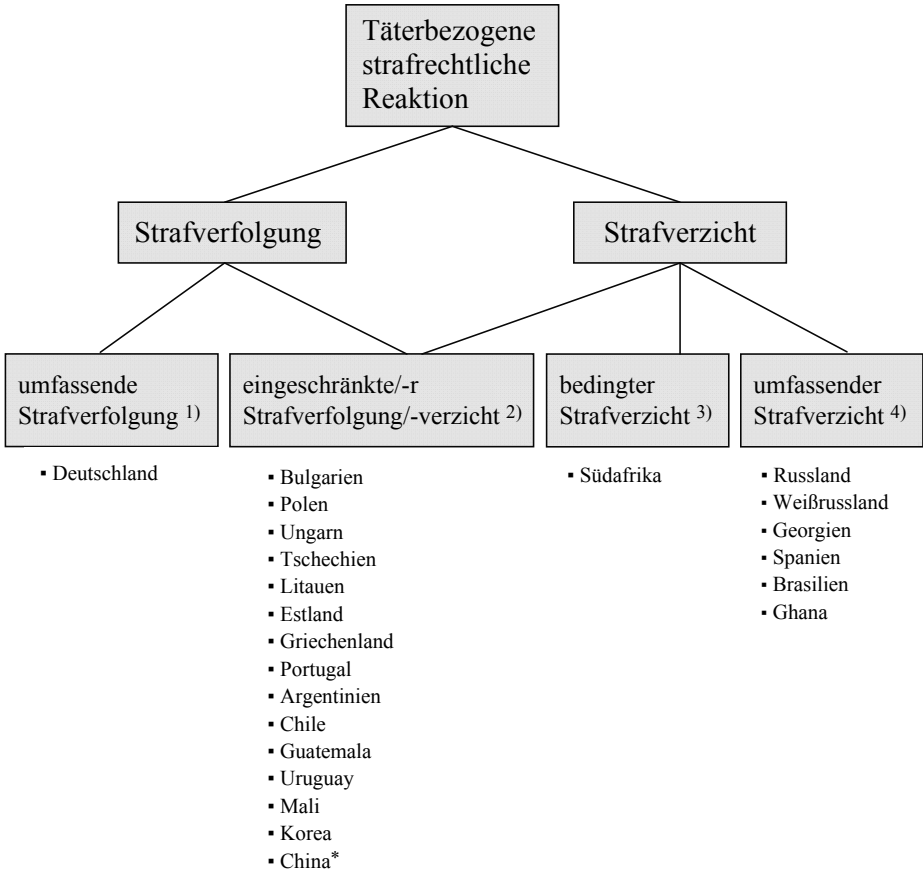 Täterbezogene
strafrechtliche
Reaktion
Strafverfolgung
Strafverzicht
umfassende
Strafverfolgung 1)
eingeschränkte/-r
Strafverfolgung/-verzicht 2)
bedingter
Strafverzicht 3)
umfassender
Strafverzicht 4)
▪ Deutschland
▪ Bulgarien
▪ Polen
▪ Ungarn
▪ Tschechien
▪ Litauen
▪ Estland
▪ Griechenland
▪ Portugal
▪ Argentinien
▪ Chile
▪ Guatemala
▪ Uruguay
▪ Mali
▪ Korea
▪ China*
▪ Südafrika
▪ Russland
▪ Weißrussland
▪ Georgien
▪ Spanien
▪ Brasilien
▪ Ghana